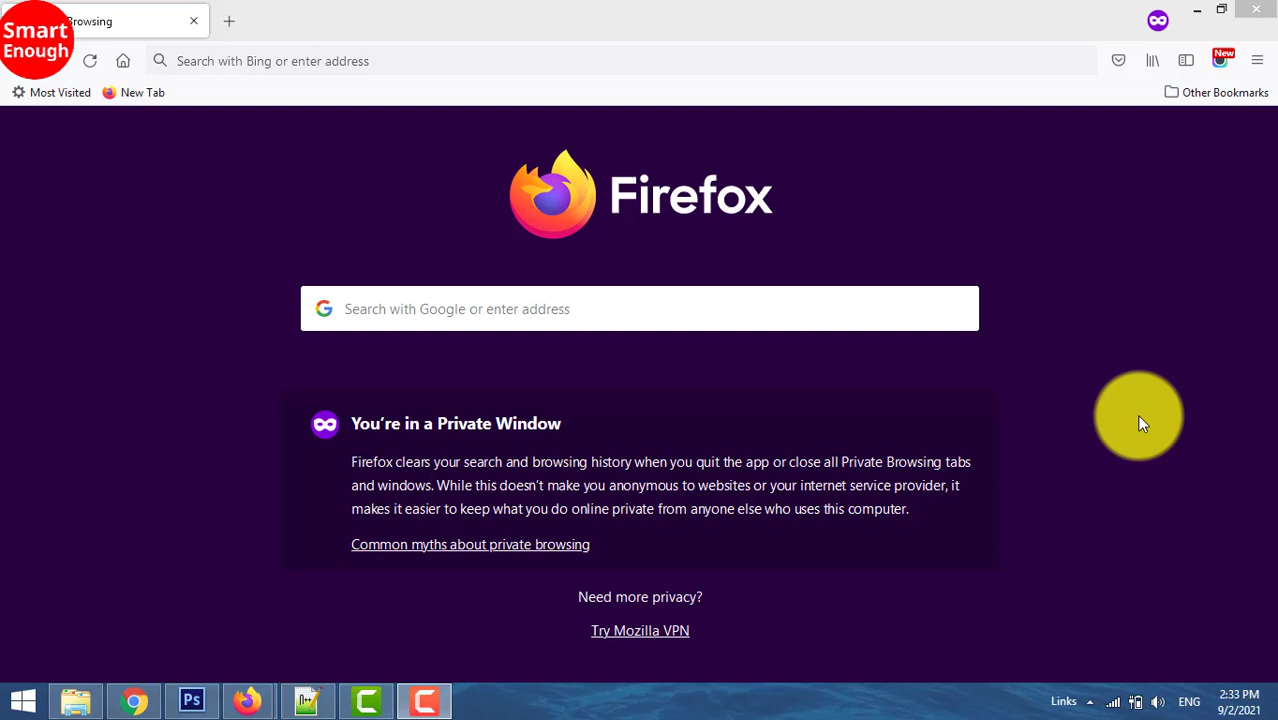 Smart
Enough
Browsing
Search with Bing or enter address
New
Most Visited
New Tab
Other Bookmarks
Firefox
Search with Google or enter address
You're in a Private Window
Firefox clears your search and browsing history when you quit the app or close all Private Browsing tabs
and windows. While this doesn't make you anonymous to websites or your internet service provider, it
makes it easier to keep what you do online private from anyone else who uses this computer.
Common myths about private browsing
Need more privacy?
Try Mozilla VPN
Ps
Links
ENG
2:33 PM
9/2/2021